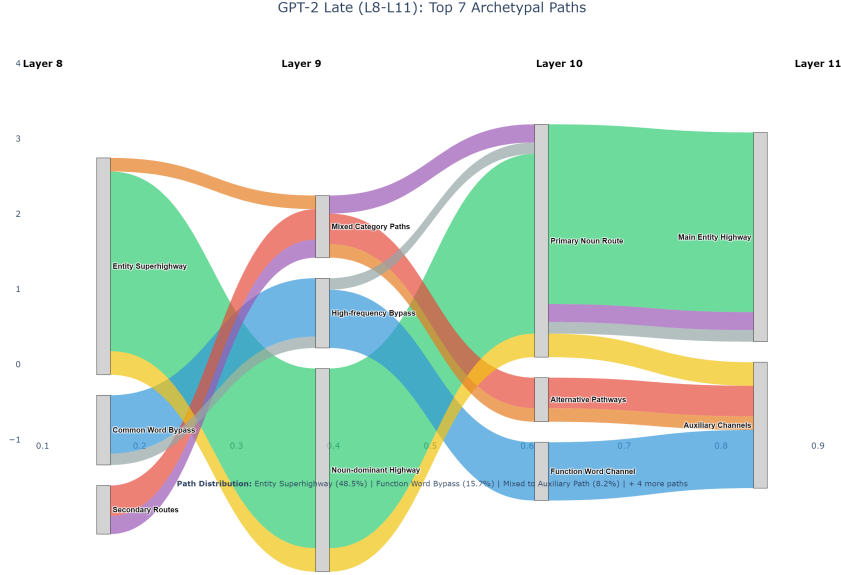 GPT-2 Late (L8-L11): Top 7 Archetypal Paths
4 Layer 8 Layer 9 Layer 10 Layer 11
3
2
Mixed Category Paths
Main Entity Highway
Primary Noun Route
Entity Superhighway
1
High-frequency Bypass
0
Alternative Pathways
Auxiliary Channels
Common Word Bypass
−1
0.1 0.2 0.3 0.4 0.5 0.6 0.7 0.8 0.9
Noun-dominant Highway
Function Word Channel
Path Distribution: Entity Superhighway (48.5%) | Function Word Bypass (15.7%) | Mixed to Auxiliary Path (8.2%) | + 4 more paths
Secondary Routes